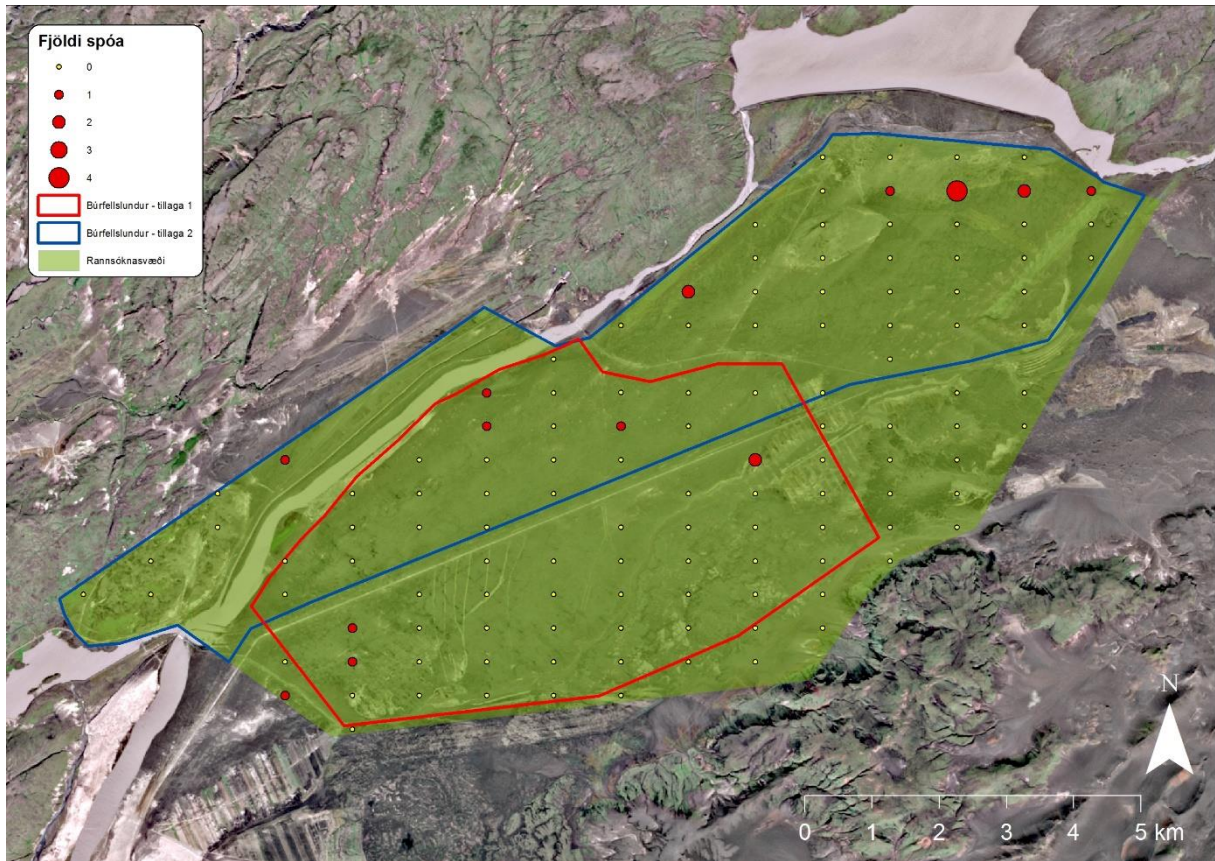 Fjöldi spóa
0
1
2
3
4
Búrfellslundur - tillaga 1
Búrfellslundur - tillaga 2
Rannsóknasvæði
N
0 1 2 3 4 5 km